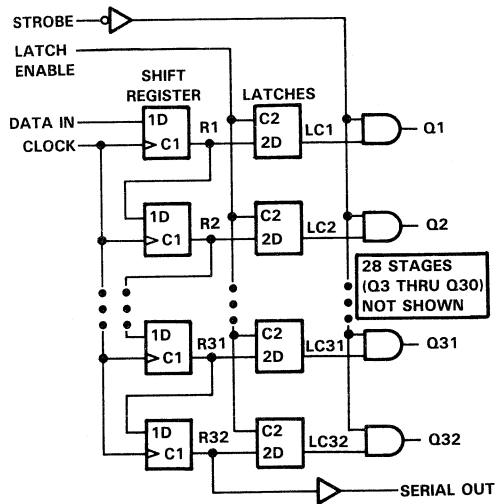 STROBE
LATCH
ENABLE
SHIFT
REGISTER
LATCHES
DATA IN
CLOCK
1D
C1
R1
C2
2D
LC1
Q1
1D
C1
R2
C2
2D
LC2
Q2
28 STAGES
(Q3 THRU Q30)
NOT SHOWN
1D
C1
R31
C2
2D
LC31
Q31
1D
C1
R32
C2
2D
LC32
Q32
SERIAL OUT